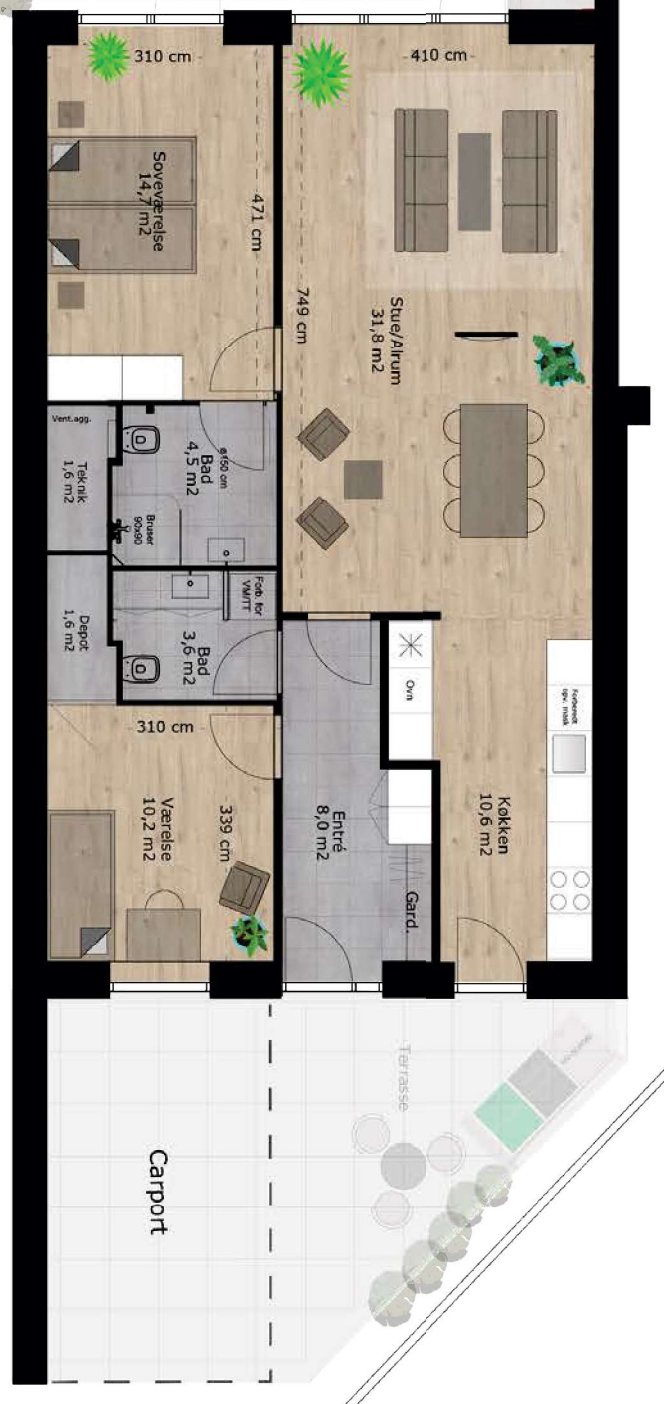 310 cm
410 cm
Soveværelse
14,7 m2
471 cm
749 cm
Stue/Alrum
31,8 m2
Vent.agg.
Teknik
1,6 m2
ø150 cm
Bad
4,5 m2
Bruser
90x90
Forb. for
VM/TT
Depot
1,6 m2
Bad
3,6 m2
Ovn
Forberedt
opv. mask
310 cm
Værelse
10,2 m2
339 cm
Entré
8,0 m2
Gard.
Køkken
10,6 m2
Terrasse
Carport